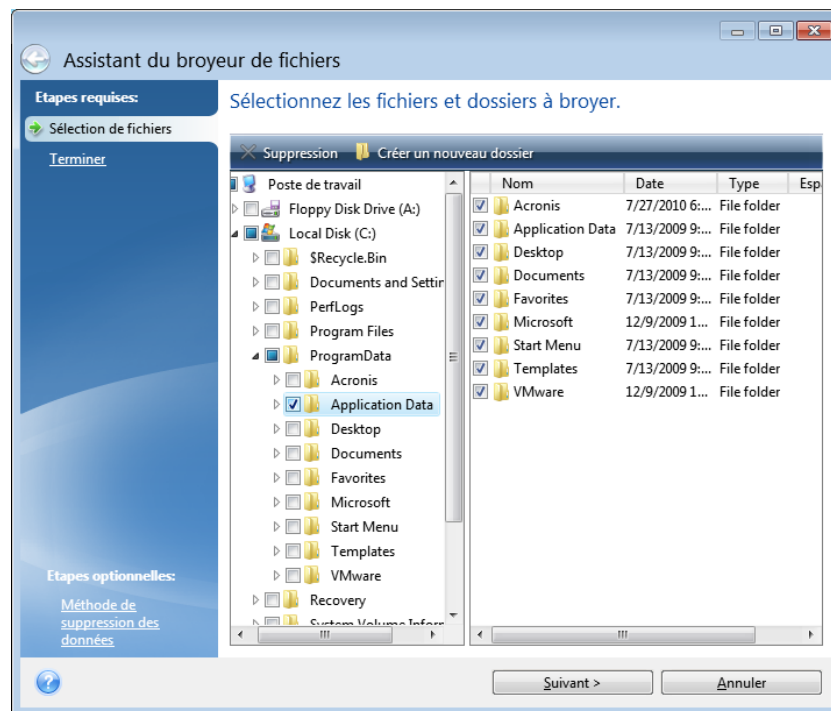 Assistant du broyeur de fichiers
Etapes requises:
Sélection de fichiers
Terminer
Etapes optionnelles:
Méthode de
suppression des
données
Sélectionnez les fichiers et dossiers à broyer.
Suppression Créer un nouveau dossier
Poste de travail
Floppy Disk Drive (A:)
Local Disk (C:)
$Recycle.Bin
Documents and Settin
PerfLogs
Program Files
ProgramData
Acronis
Application Data
Desktop
Documents
Favorites
Microsoft
Start Menu
Templates
VMware
Recovery
System Volume Inforr
Nom Date Type Esp
Acronis 7/27/2010 6:... File folder
Application Data 7/13/2009 9:... File folder
Desktop 7/13/2009 9:... File folder
Documents 7/13/2009 9:... File folder
Favorites 7/13/2009 9:... File folder
Microsoft 12/9/2009 1... File folder
Start Menu 7/13/2009 9:... File folder
Templates 7/13/2009 9:... File folder
VMware 12/9/2009 1... File folder
Suivant >
Annuler